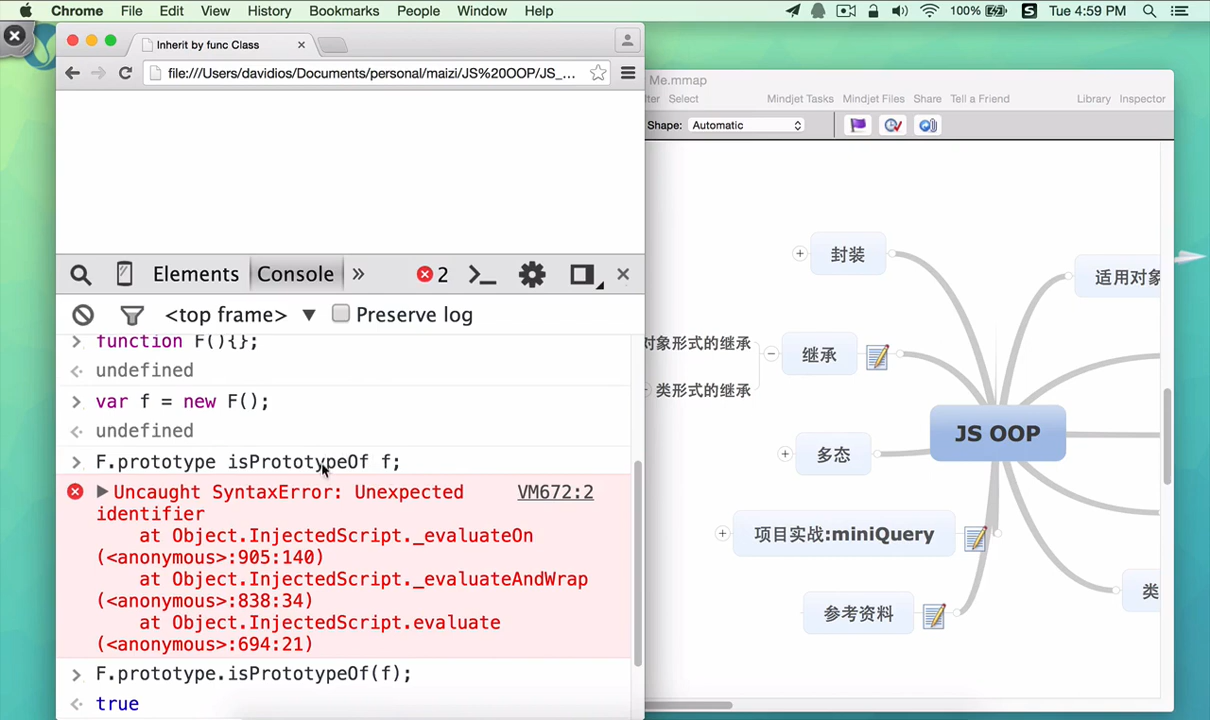 Chrome File Edit View History Bookmarks People Window Help 100% Tue 4:59 PM
Inherit by func Class
file:///Users/davidios/Documents/personal/maizi/JS%20OOP/JS_...
Elements Console » 2
<top frame> ▼ Preserve log
function F(){};
undefined
var f = new F();
undefined
F.prototype isPrototypeOf f;
Uncaught SyntaxError: Unexpected VM672:2
identifier
at Object.InjectedScript._evaluateOn
(<anonymous>:905:140)
at Object.InjectedScript._evaluateAndWrap
(<anonymous>:838:34)
at Object.InjectedScript.evaluate
(<anonymous>:694:21)
F.prototype.isPrototypeOf(f);
true
Me.mmap
Select Mindjet Tasks Mindjet Files Share Tell a Friend Library Inspector
Shape: Automatic
封装
适用对象
对象形式的继承
继承
类形式的继承
JS OOP
多态
项目实战:miniQuery
类
参考资料